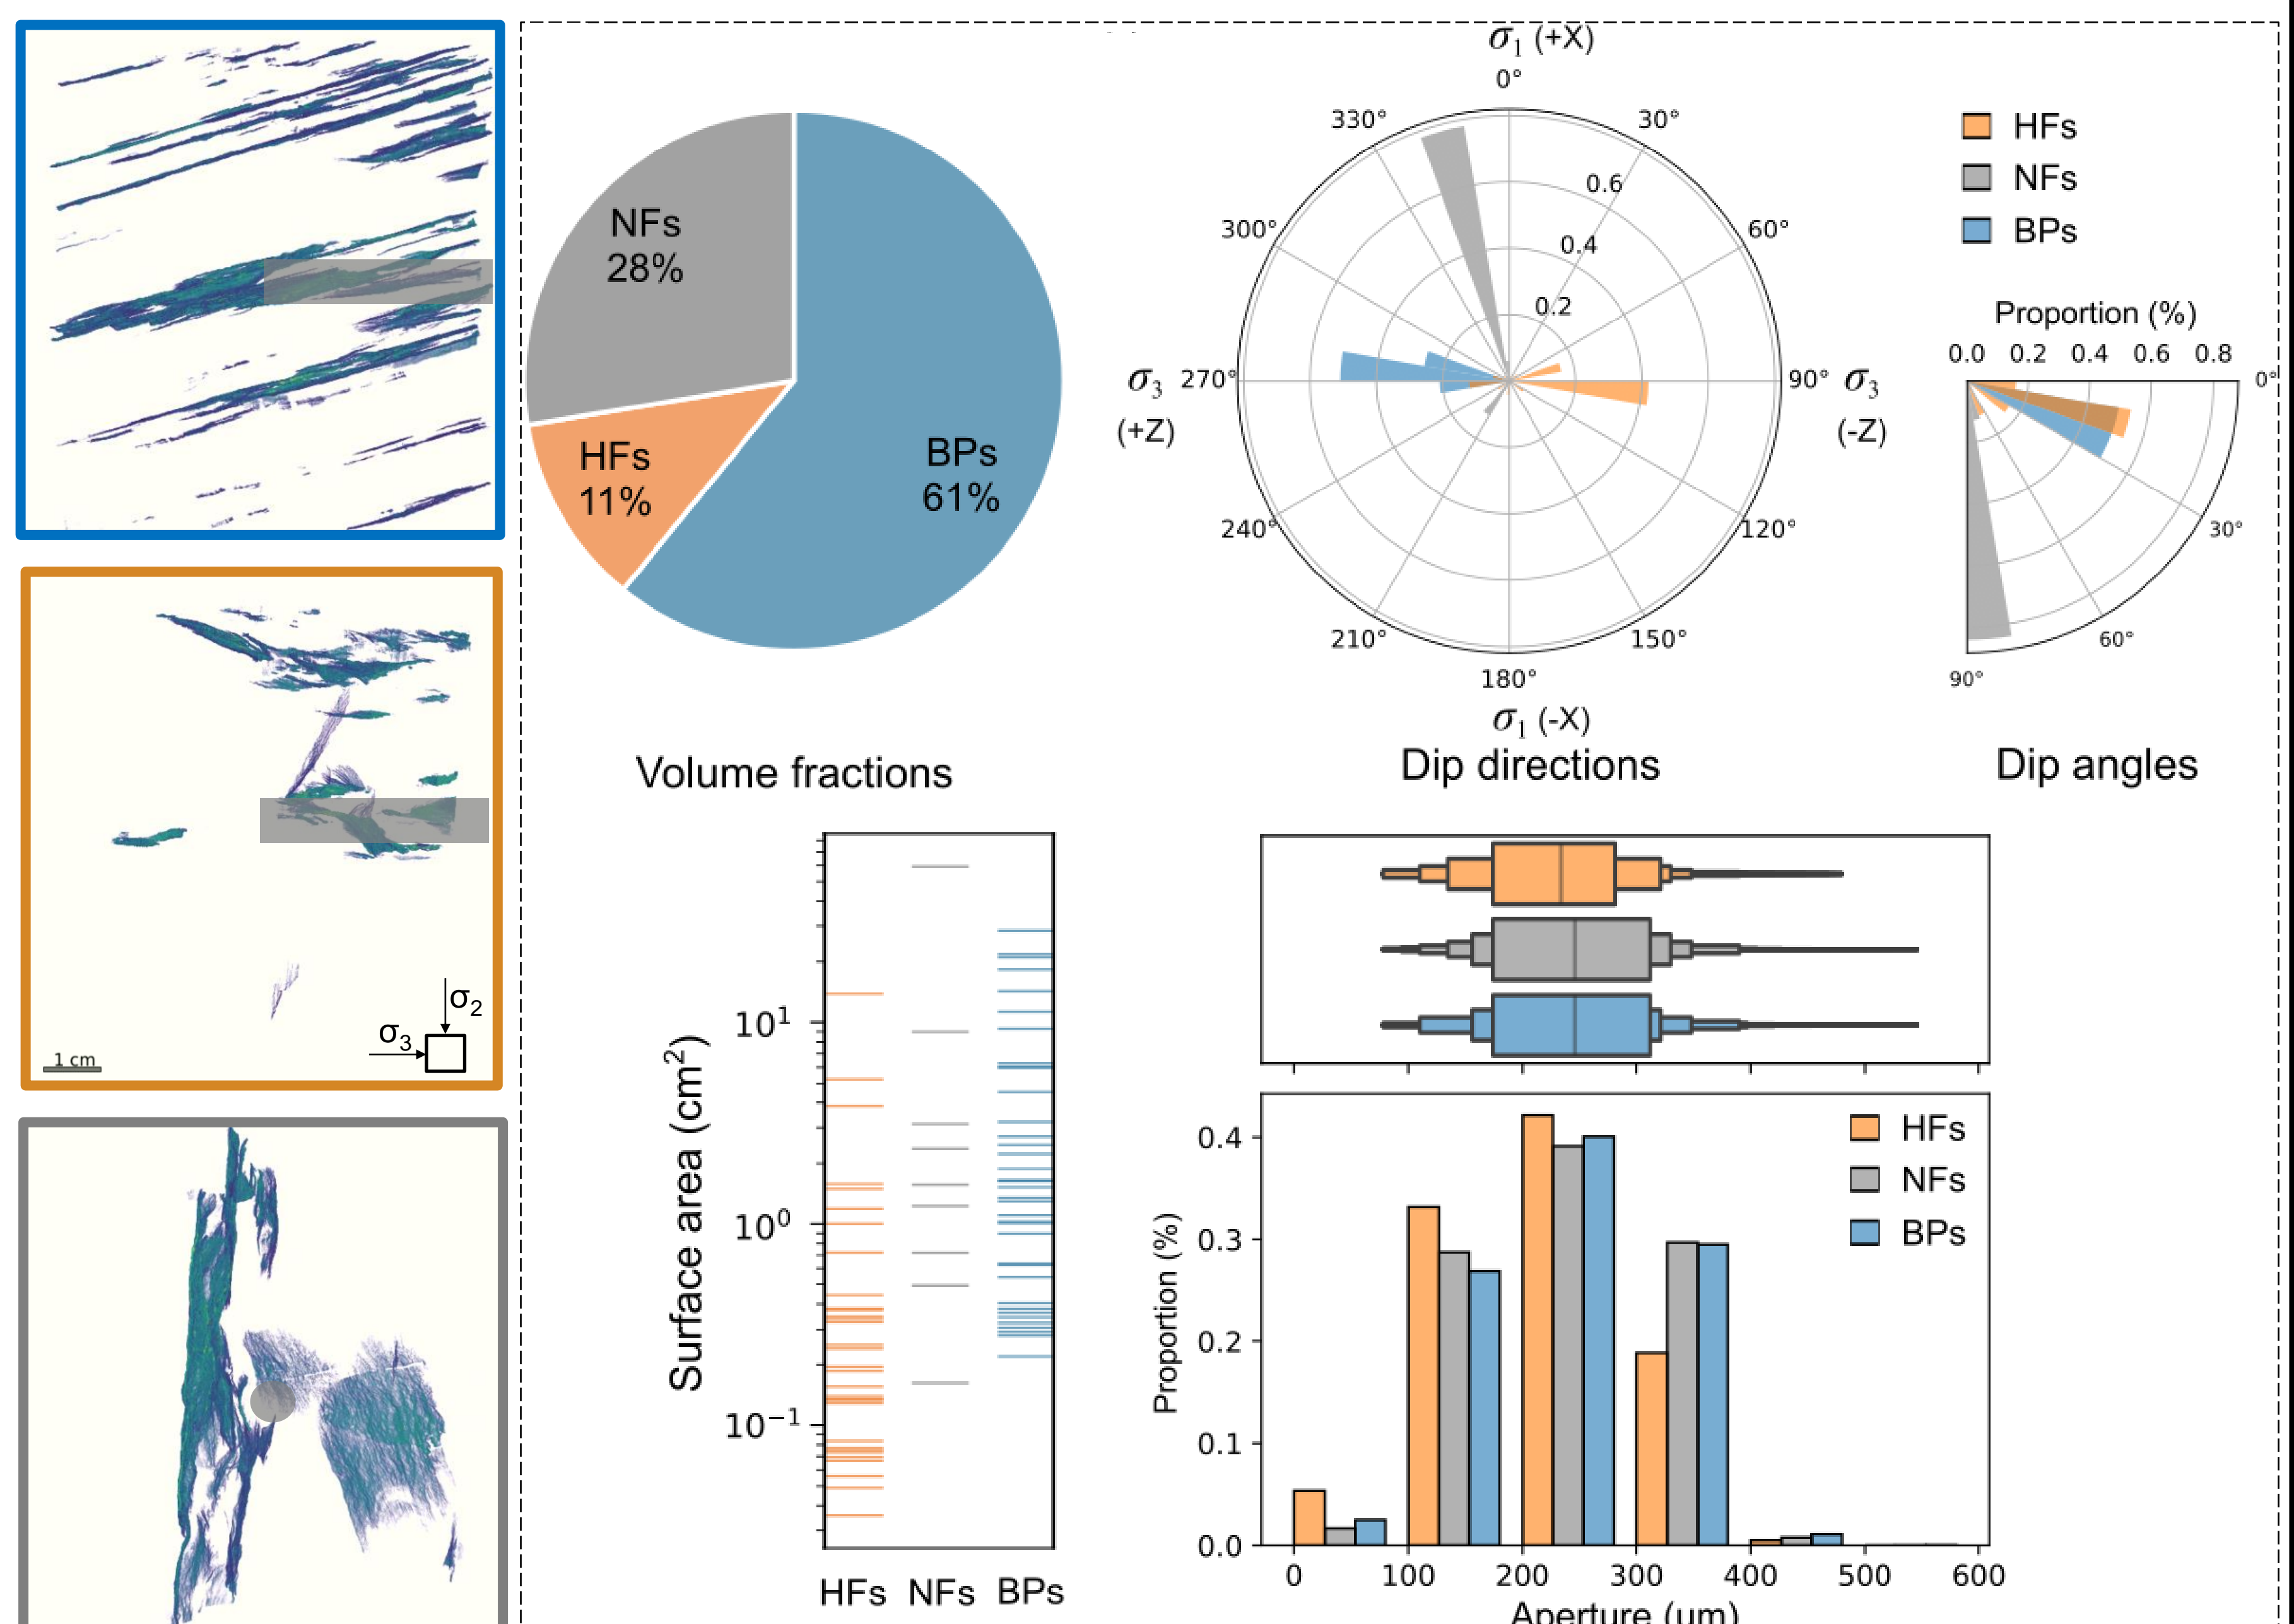 σ1 (+X)
0°
330°
30°
300°
60°
0.6
0.4
0.2
σ3 270°
(+Z)
90° σ3
(-Z)
240°
120°
210°
150°
180°
σ1 (-X)
NFs
28%
HFs
11%
BPs
61%
HFs
NFs
BPs
Proportion (%)
0.0 0.2 0.4 0.6 0.8
0°
30°
60°
90°
Volume fractions
Dip directions
Dip angles
σ2
σ3
1 cm
Surface area (cm²)
10¹
10⁰
10⁻¹
HFs NFs BPs
HFs
NFs
BPs
Proportion (%)
0.4
0.3
0.2
0.1
0.0
0 100 200 300 400 500 600
Aperture (um)